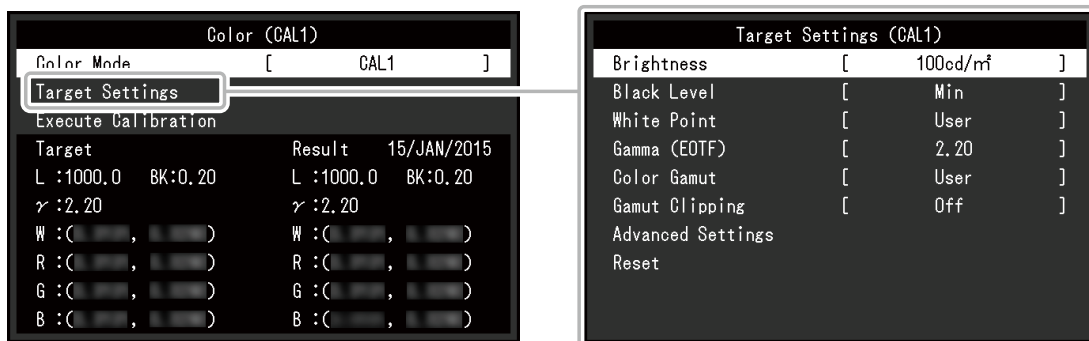 Color (CAL1)
Color Mode [ CAL1 ]
Target Settings
Execute Calibration
Target Result 15/JAN/2015
L :1000.0 BK:0.20 L :1000.0 BK:0.20
γ :2.20 γ :2.20
W :( , ) W :( , )
R :( , ) R :( , )
G :( , ) G :( , )
B :( , ) B :( , )
Target Settings (CAL1)
Brightness [ 100cd/㎡ ]
Black Level [ Min ]
White Point [ User ]
Gamma (EOTF) [ 2.20 ]
Color Gamut [ User ]
Gamut Clipping [ Off ]
Advanced Settings
Reset